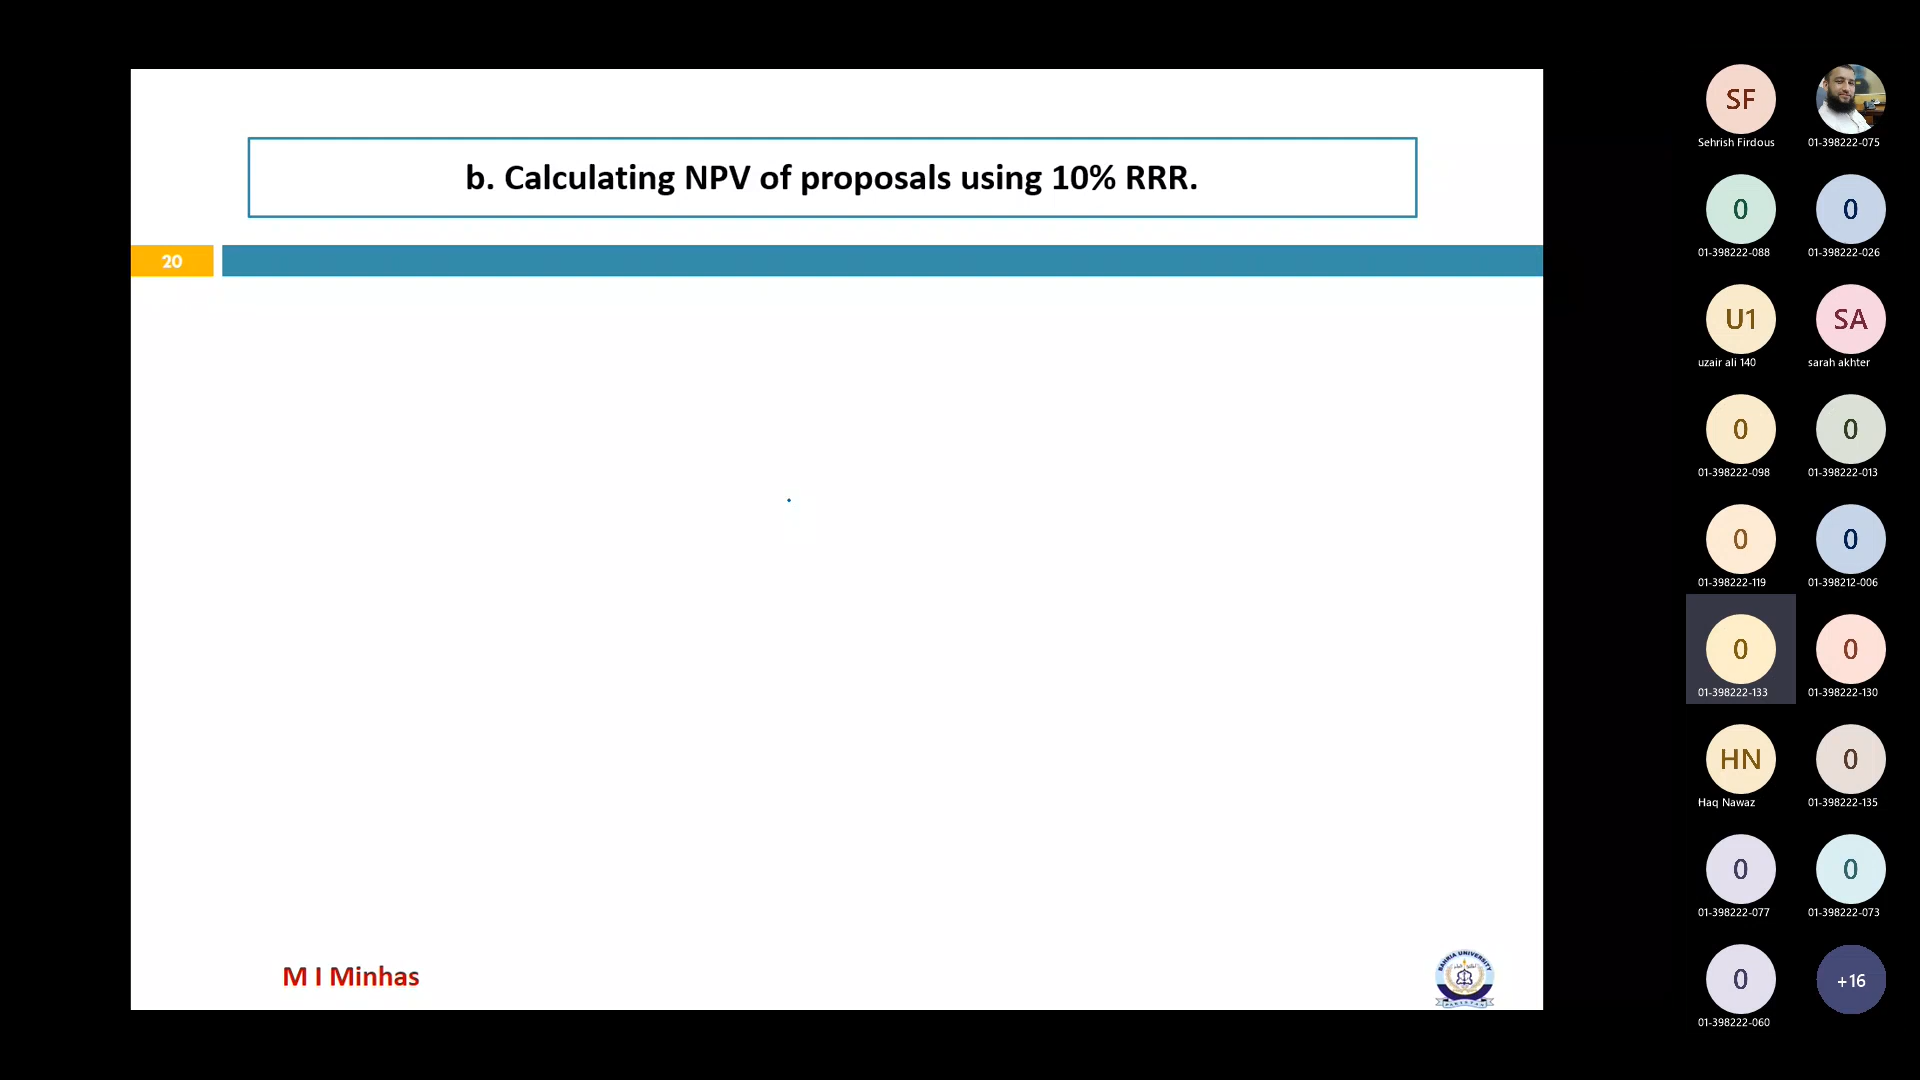 b. Calculating NPV of proposals using 10% RRR.
20
M I Minhas
BAHRIA UNIVERSITY
PAKISTAN
SF
Sehrish Firdous
01-398222-075
0
01-398222-088
0
01-398222-026
U1
uzair ali 140
SA
sarah akhter
0
01-398222-098
0
01-398222-013
0
01-398222-119
0
01-398212-006
0
01-398222-133
0
01-398222-130
HN
Haq Nawaz
0
01-398222-135
0
01-398222-077
0
01-398222-073
0
01-398222-060
+16